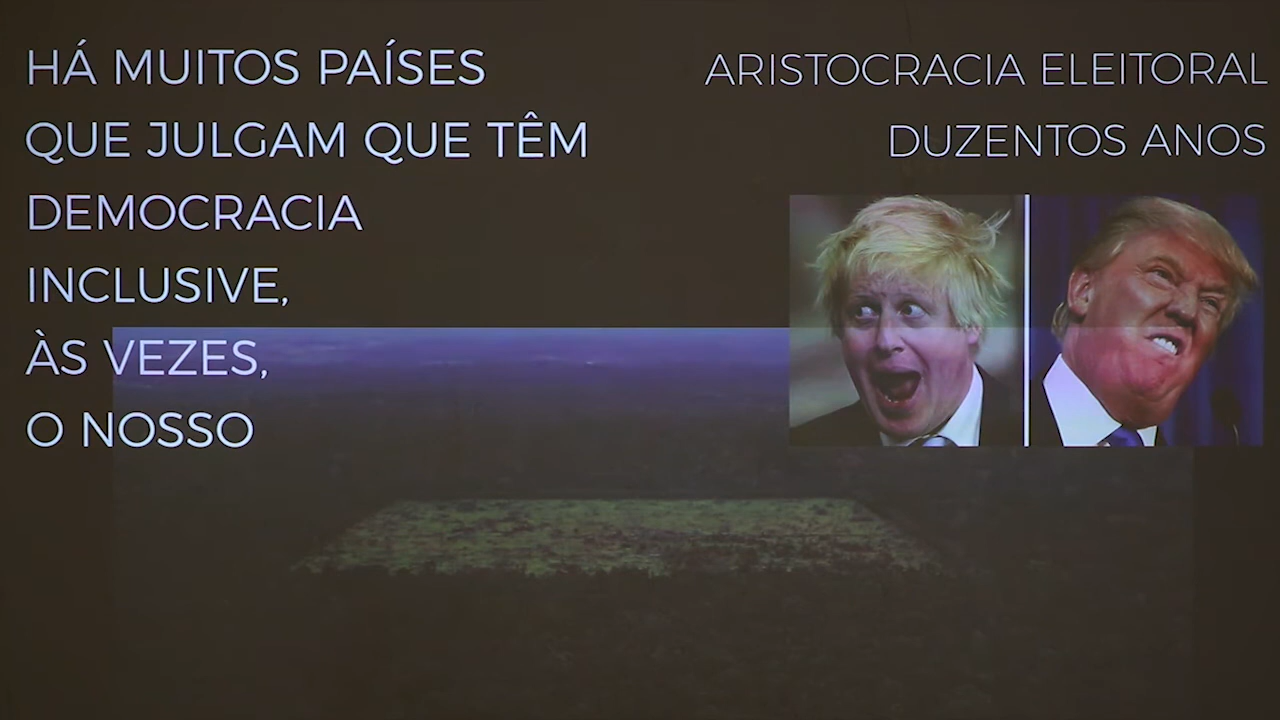 HÁ MUITOS PAÍSES
QUE JULGAM QUE TÊM
DEMOCRACIA
INCLUSIVE,
ÀS VEZES,
O NOSSO
ARISTOCRACIA ELEITORAL
DUZENTOS ANOS